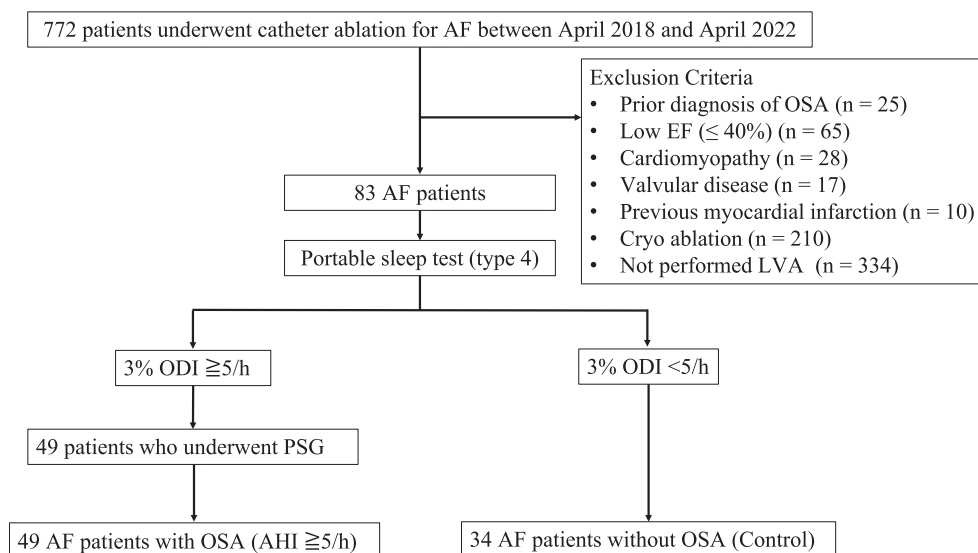 772 patients underwent catheter ablation for AF between April 2018 and April 2022
Exclusion Criteria
• Prior diagnosis of OSA (n = 25)
• Low EF (≤ 40%) (n = 65)
• Cardiomyopathy (n = 28)
• Valvular disease (n = 17)
• Previous myocardial infarction (n = 10)
• Cryo ablation (n = 210)
• Not performed LVA (n = 334)
83 AF patients
Portable sleep test (type 4)
3% ODI ≧5/h
3% ODI <5/h
49 patients who underwent PSG
49 AF patients with OSA (AHI ≧5/h)
34 AF patients without OSA (Control)